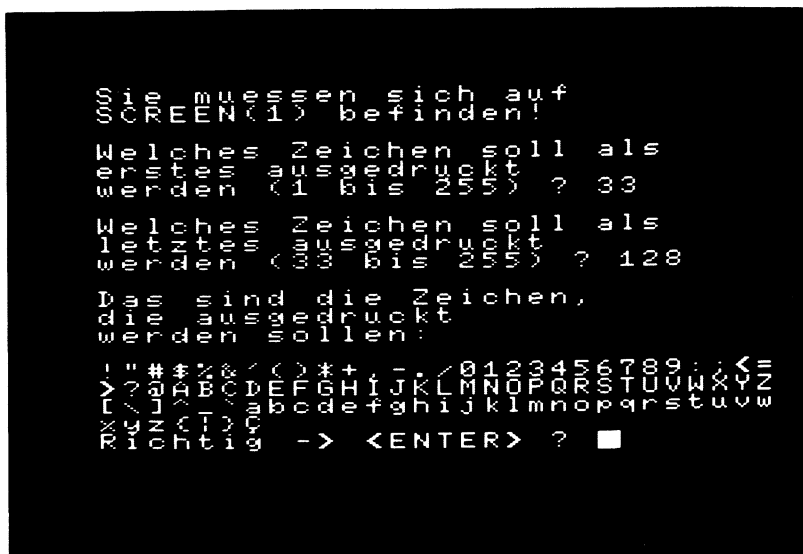 Sie muessen sich auf
SCREEN(1) befinden!
Welches Zeichen soll als
erstes ausgedruckt
werden (1 bis 255) ? 33
Welches Zeichen soll als
letztes ausgedruckt
werden (33 bis 255) ? 128
Das sind die Zeichen,
die ausgedruckt
werden sollen:
!"#$%&'()*+,-./0123456789:;<=
>?@ABCDEFGHIJKLMNOPQRSTUVWXYZ
[\]^_`abcdefghijklmnopqrstuvw
xyz{¦}Ç
Richtig -> <ENTER> ?